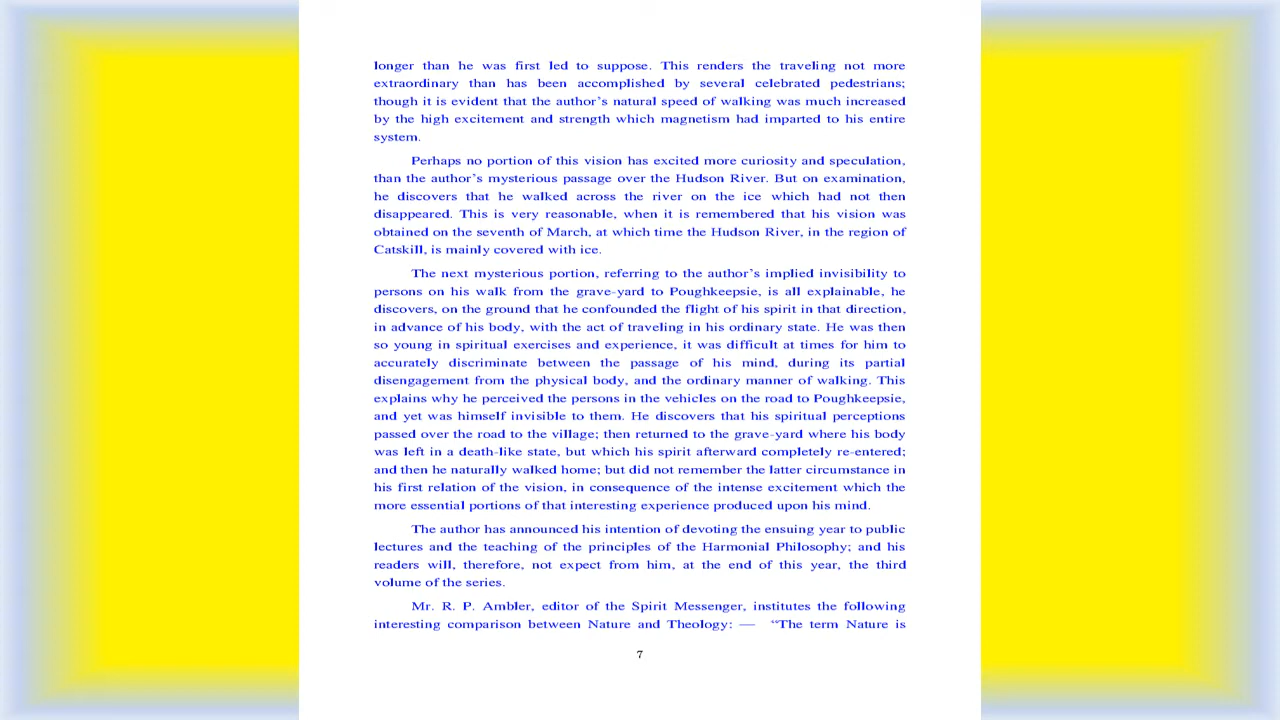 longer than he was first led to suppose. This renders the traveling not more
extraordinary than has been accomplished by several celebrated pedestrians;
though it is evident that the author's natural speed of walking was much increased
by the high excitement and strength which magnetism had imparted to his entire
system.
Perhaps no portion of this vision has excited more curiosity and speculation,
than the author's mysterious passage over the Hudson River. But on examination,
he discovers that he walked across the river on the ice which had not then
disappeared. This is very reasonable, when it is remembered that his vision was
obtained on the seventh of March, at which time the Hudson River, in the region of
Catskill, is mainly covered with ice.
The next mysterious portion, referring to the author's implied invisibility to
persons on his walk from the grave-yard to Poughkeepsie, is all explainable, he
discovers, on the ground that he confounded the flight of his spirit in that direction,
in advance of his body, with the act of traveling in his ordinary state. He was then
so young in spiritual exercises and experience, it was difficult at times for him to
accurately discriminate between the passage of his mind, during its partial
disengagement from the physical body, and the ordinary manner of walking. This
explains why he perceived the persons in the vehicles on the road to Poughkeepsie,
and yet was himself invisible to them. He discovers that his spiritual perceptions
passed over the road to the village; then returned to the grave-yard where his body
was left in a death-like state, but which his spirit afterward completely re-entered;
and then he naturally walked home; but did not remember the latter circumstance in
his first relation of the vision, in consequence of the intense excitement which the
more essential portions of that interesting experience produced upon his mind.
The author has announced his intention of devoting the ensuing year to public
lectures and the teaching of the principles of the Harmonial Philosophy; and his
readers will, therefore, not expect from him, at the end of this year, the third
volume of the series.
Mr. R. P. Ambler, editor of the Spirit Messenger, institutes the following
interesting comparison between Nature and Theology: — “The term Nature is
7